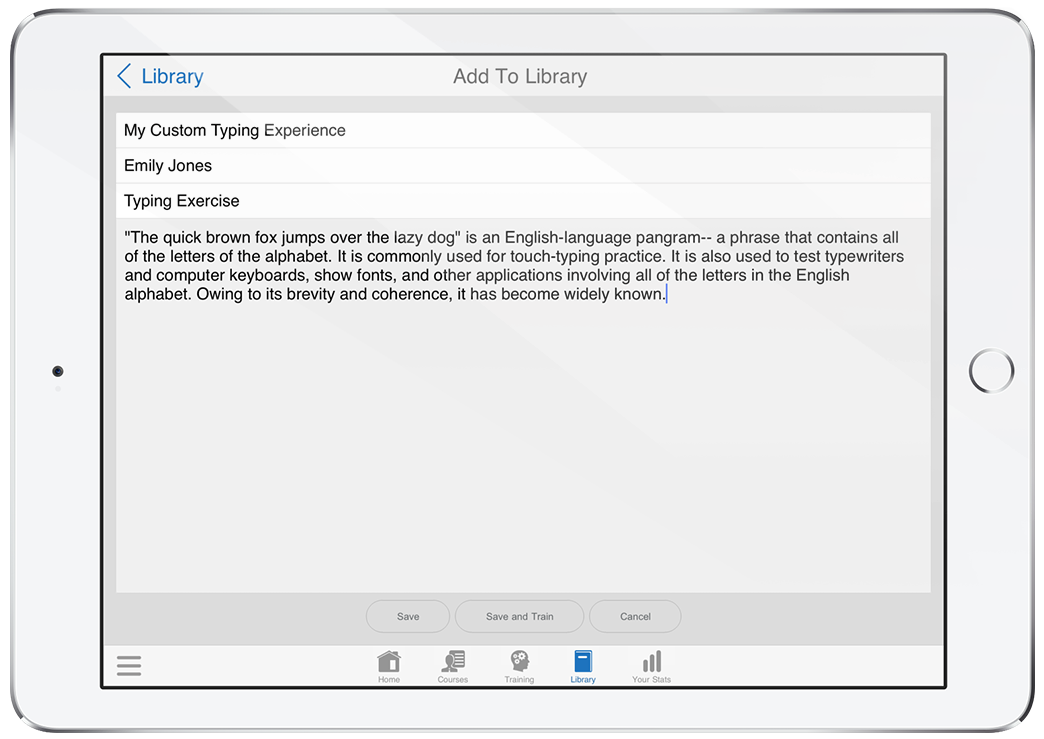 Library
Add To Library
My Custom Typing Experience
Emily Jones
Typing Exercise
"The quick brown fox jumps over the lazy dog" is an English-language pangram-- a phrase that contains all
of the letters of the alphabet. It is commonly used for touch-typing practice. It is also used to test typewriters
and computer keyboards, show fonts, and other applications involving all of the letters in the English
alphabet. Owing to its brevity and coherence, it has become widely known.
Save
Save and Train
Cancel
Home
Courses
Training
Library
Your Stats